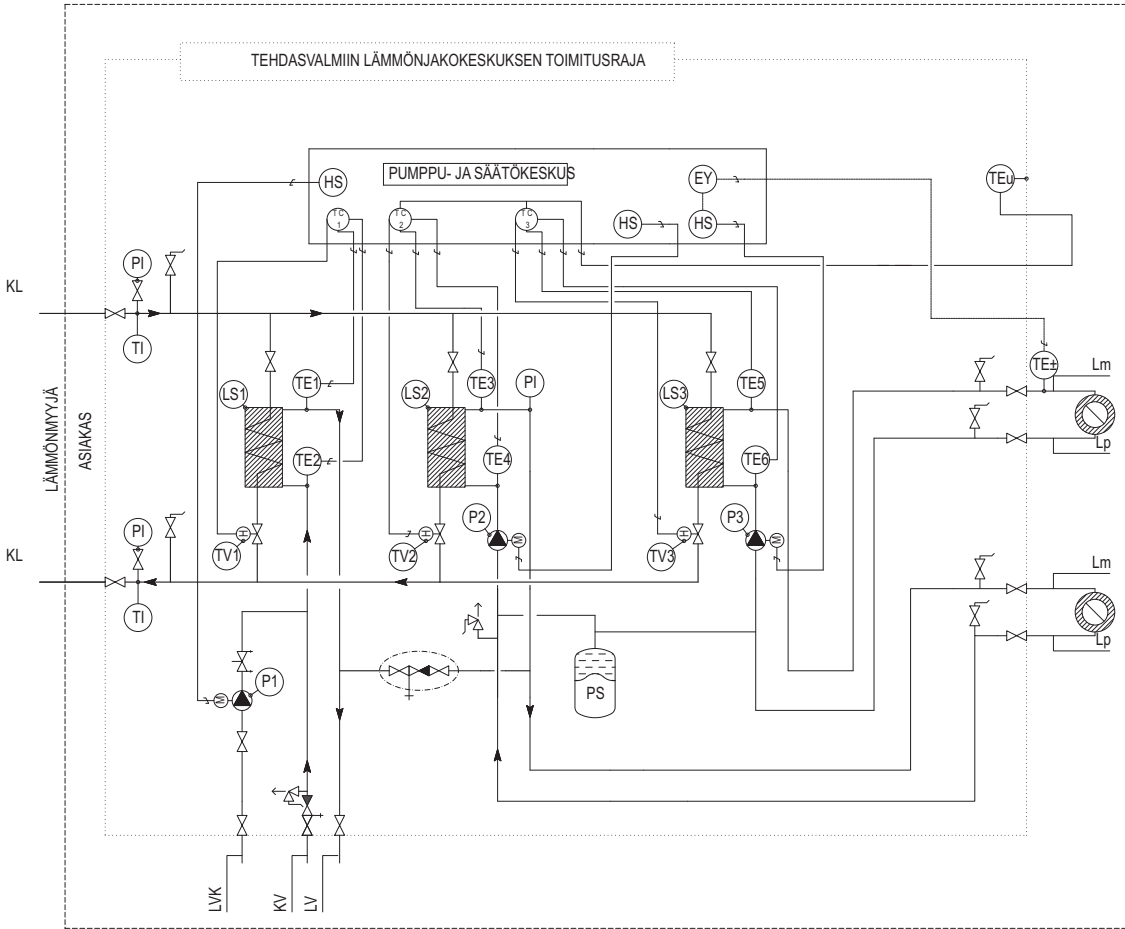 TEHDASVALMIIN LÄMMÖNJAKOKESKUKSEN TOIMITUSRAJA
PUMPPU- JA SÄÄTÖKESKUS
HS
EY
TEu
TC
1
TC
2
TC
3
HS
HS
PI
KL
TI
TE1
TE3
PI
TE5
TE±
Lm
LS1
LS2
LS3
LÄMMÖNMYYJÄ
ASIAKAS
TE2
TE4
TE6
Lp
P2
P3
PI
H
H
M
H
M
TV1
TV2
TV3
KL
Lm
TI
Lp
P1
M
PS
LVK
KV
LV